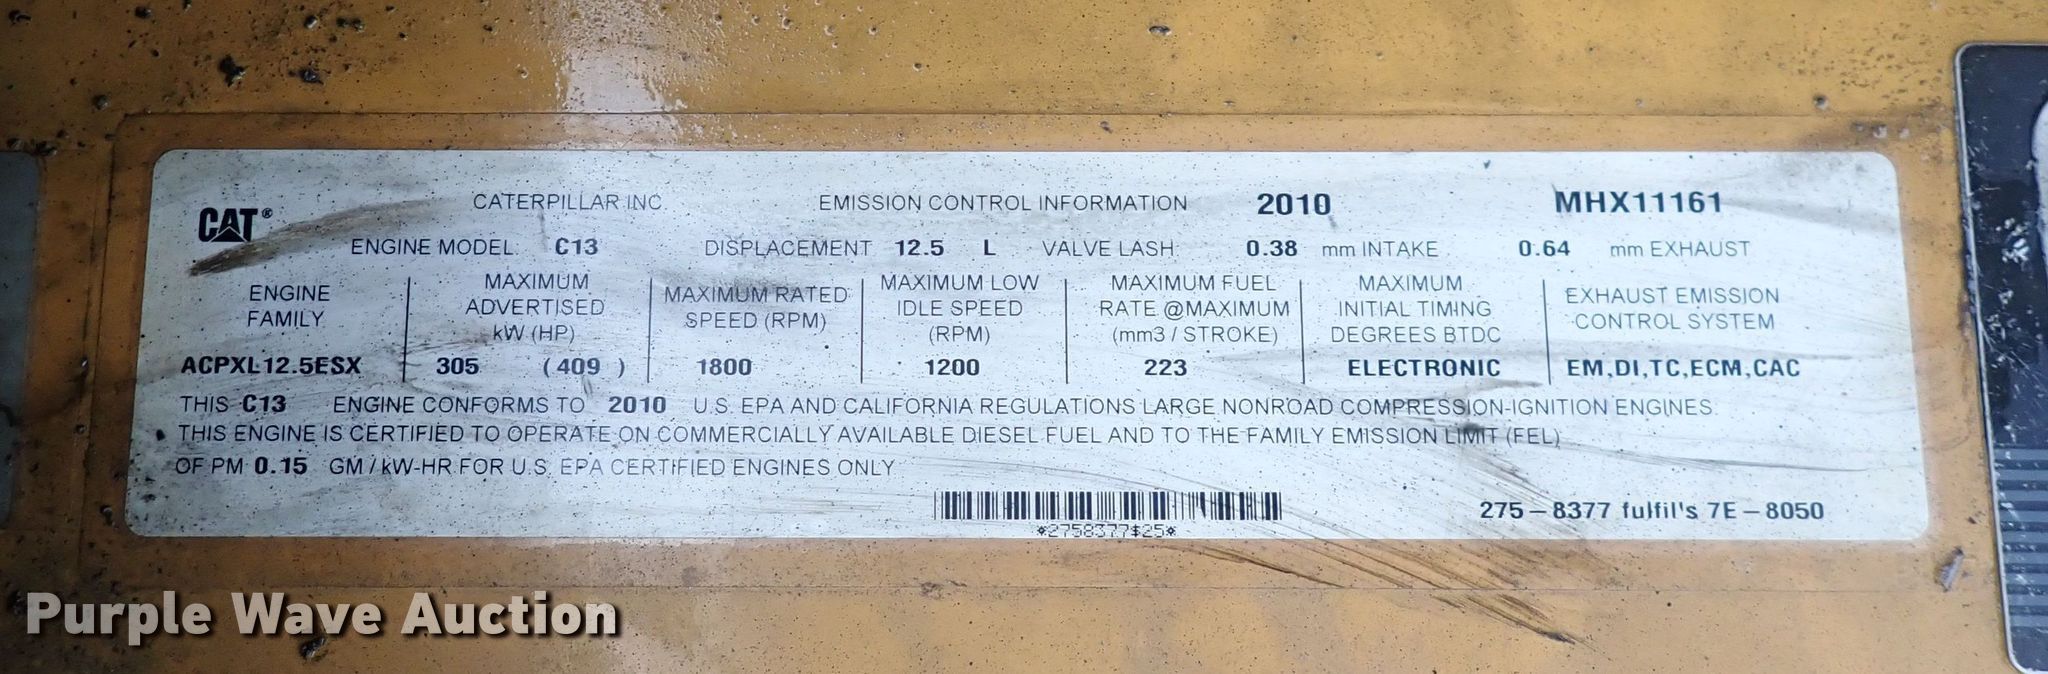 CAT® CATERPILLAR INC EMISSION CONTROL INFORMATION 2010 MHX11161
ENGINE MODEL C13 DISPLACEMENT 12.5 L VALVE LASH 0.38 mm INTAKE 0.64 mm EXHAUST
ENGINE
FAMILY
ACPXL12.5ESX
MAXIMUM
ADVERTISED
kW (HP)
305 (409)
MAXIMUM RATED
SPEED (RPM)
1800
MAXIMUM LOW
IDLE SPEED
(RPM)
1200
MAXIMUM FUEL
RATE @MAXIMUM
(mm3 / STROKE)
223
MAXIMUM
INITIAL TIMING
DEGREES BTDC
ELECTRONIC
EXHAUST EMISSION
CONTROL SYSTEM
EM,DI,TC,ECM,CAC
THIS C13 ENGINE CONFORMS TO 2010 U.S. EPA AND CALIFORNIA REGULATIONS LARGE NONROAD COMPRESSION-IGNITION ENGINES.
THIS ENGINE IS CERTIFIED TO OPERATE ON COMMERCIALLY AVAILABLE DIESEL FUEL AND TO THE FAMILY EMISSION LIMIT (FEL)
OF PM 0.15 GM / kW-HR FOR U.S. EPA CERTIFIED ENGINES ONLY
*2758377$25*
275-8377 fulfil's 7E-8050
Purple Wave Auction